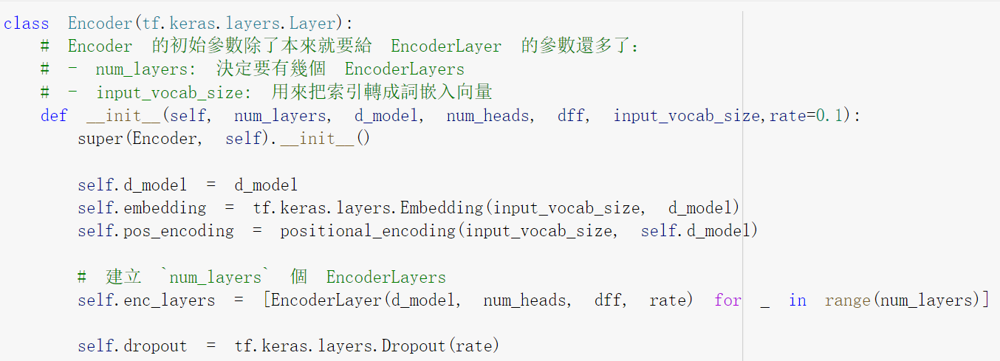 class Encoder(tf.keras.layers.Layer):
    # Encoder 的初始參數除了本來就要給 EncoderLayer 的參數還多了:
    # - num_layers: 決定要有幾個 EncoderLayers
    # - input_vocab_size: 用來把索引轉成詞嵌入向量
    def __init__(self, num_layers, d_model, num_heads, dff, input_vocab_size,rate=0.1):
        super(Encoder, self).__init__()
        self.d_model = d_model
        self.embedding = tf.keras.layers.Embedding(input_vocab_size, d_model)
        self.pos_encoding = positional_encoding(input_vocab_size, self.d_model)
        # 建立 `num_layers` 個 EncoderLayers
        self.enc_layers = [EncoderLayer(d_model, num_heads, dff, rate) for _ in range(num_layers)]
        self.dropout = tf.keras.layers.Dropout(rate)